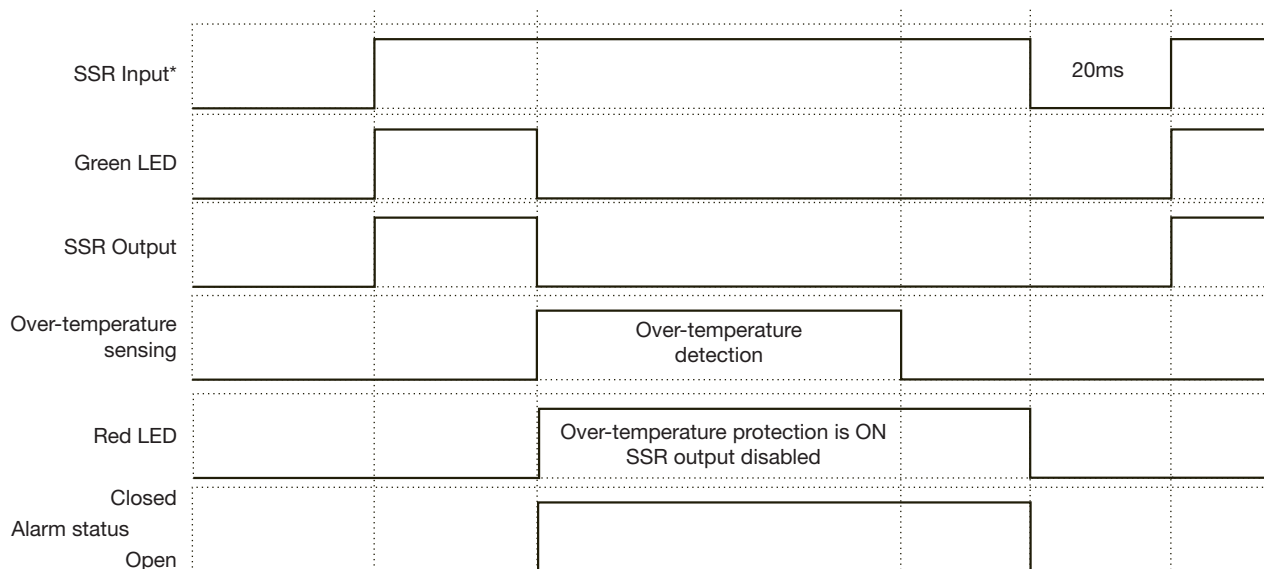 SSR Input*
20ms
Green LED
SSR Output
Over-temperature
sensing
Over-temperature
detection
Red LED
Over-temperature protection is ON
SSR output disabled
Closed
Alarm status
Open